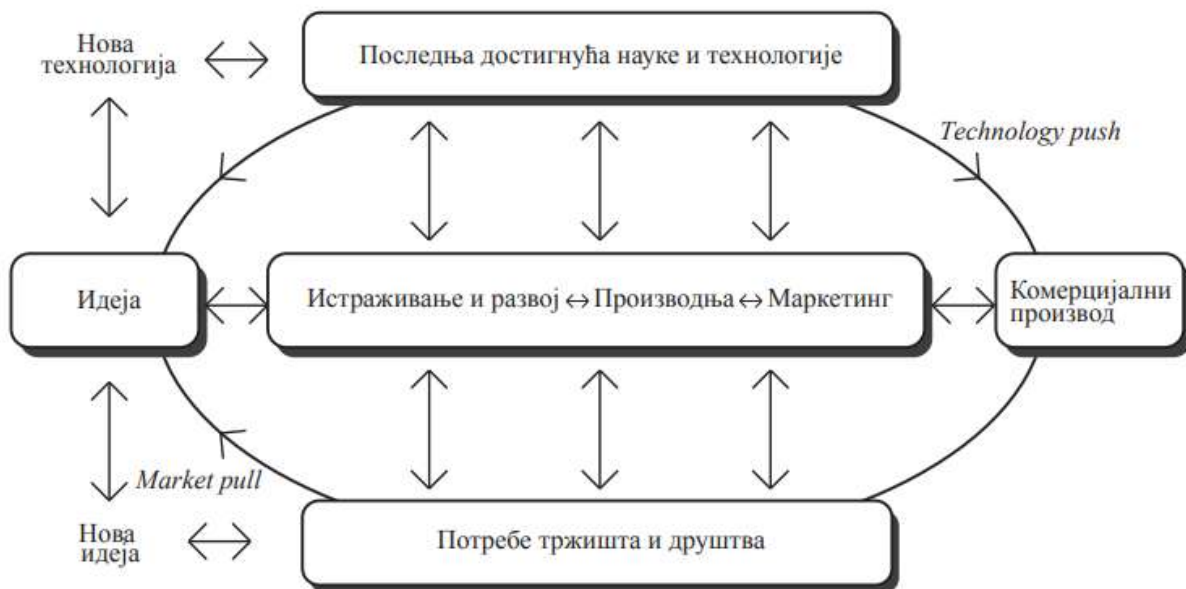 Нова
технологија
Последња достигнућа науке и технологије
Technology push
Идеја
Истраживање и развој ↔ Производња ↔ Маркетинг
Комерцијални
производ
Market pull
Нова
идеја
Потребе тржишта и друштва